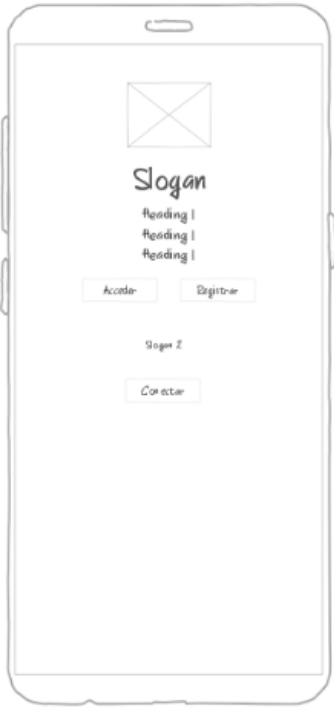 Slogan
Heading 1
Heading 1
Heading 1
Acceder
Registrar
Slogan 2
Conectar